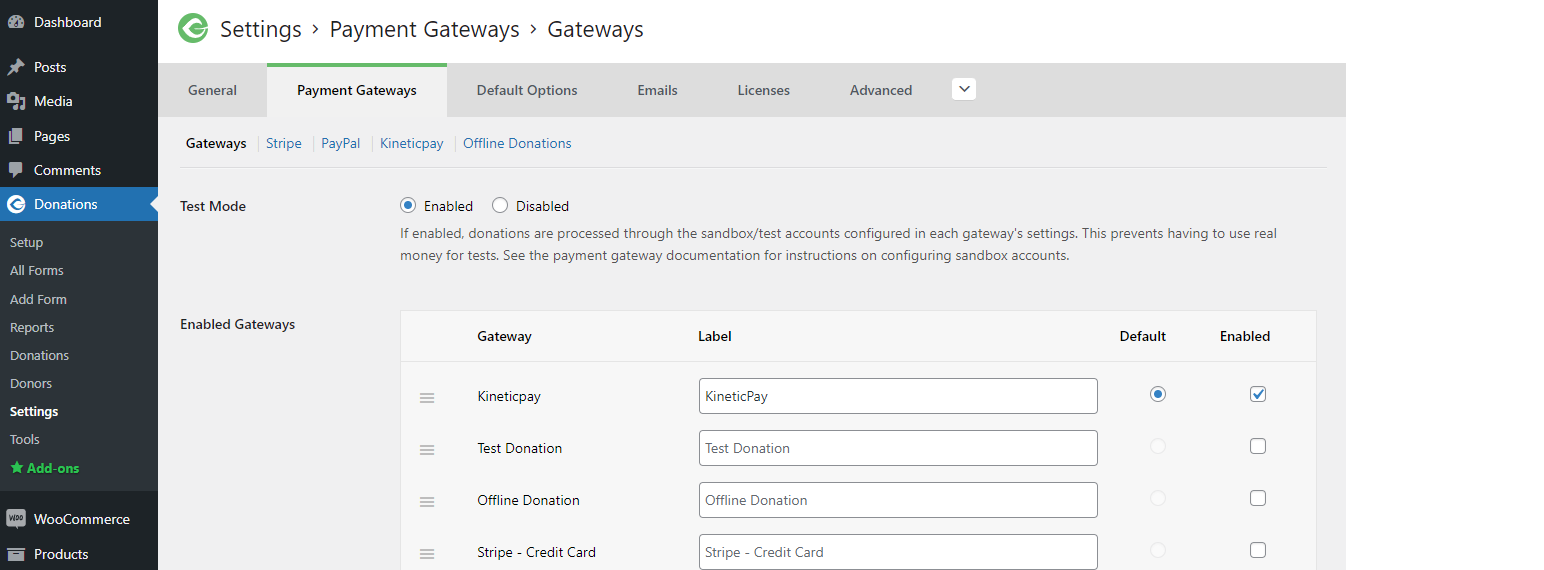 Dashboard
Posts
Media
Pages
Comments
Donations
Setup
All Forms
Add Form
Reports
Donations
Donors
Settings
Tools
Add-ons
WOO WooCommerce
Products
Settings › Payment Gateways › Gateways
General Payment Gateways Default Options Emails Licenses Advanced
Gateways Stripe PayPal Kineticpay Offline Donations
Test Mode Enabled Disabled
If enabled, donations are processed through the sandbox/test accounts configured in each gateway's settings. This prevents having to use real
money for tests. See the payment gateway documentation for instructions on configuring sandbox accounts.
Enabled Gateways
Gateway Label Default Enabled
Kineticpay KineticPay
Test Donation Test Donation
Offline Donation Offline Donation
Stripe - Credit Card Stripe - Credit Card